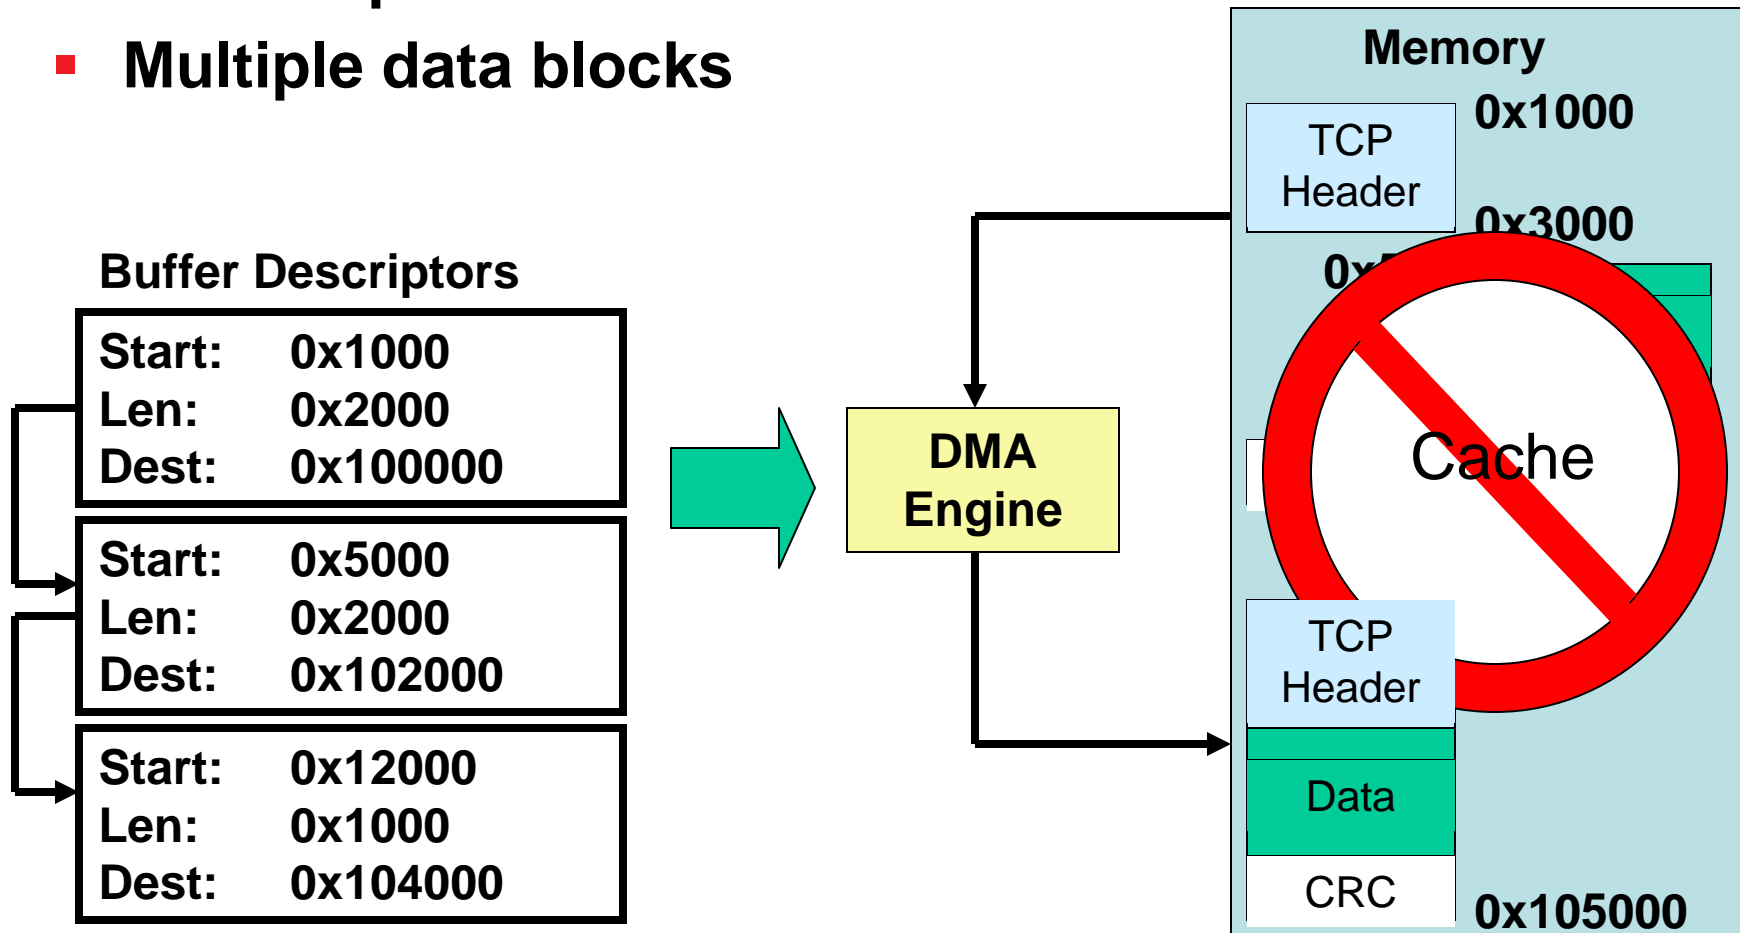 Multiple data blocks
Buffer Descriptors
Start: 0x1000
Len: 0x2000
Dest: 0x100000
Start: 0x5000
Len: 0x2000
Dest: 0x102000
Start: 0x12000
Len: 0x1000
Dest: 0x104000
DMA
Engine
Memory
TCP
Header
0x1000
0x3000
Cache
TCP
Header
Data
CRC
0x105000